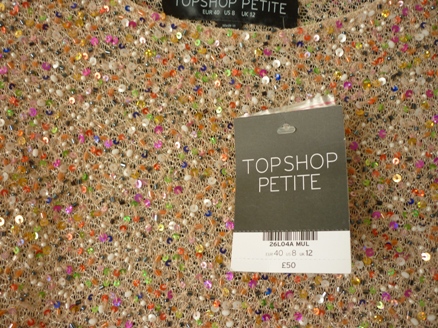 TOPSHOP PETITE
EUR 40 US 8 UK 12
TOPSHOP
PETITE
26L04A MUL
EUR 40 US 8 UK 12
£50